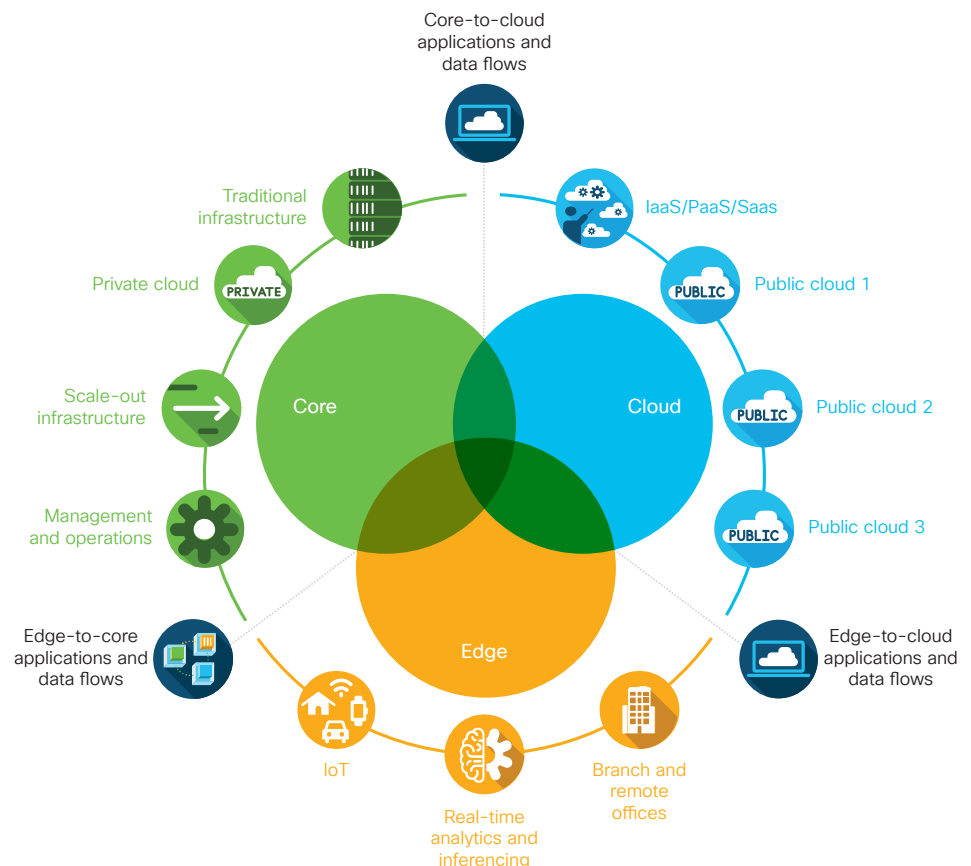 Core-to-cloud
applications and
data flows
Traditional
infrastructure
IaaS/PaaS/Saas
Private cloud
PRIVATE
PUBLIC
Public cloud 1
Scale-out
infrastructure
Core
Cloud
PUBLIC
Public cloud 2
Management
and operations
PUBLIC
Public cloud 3
Edge-to-core
applications and
data flows
Edge
Edge-to-cloud
applications and
data flows
IoT
Real-time
analytics and
inferencing
Branch and
remote
offices